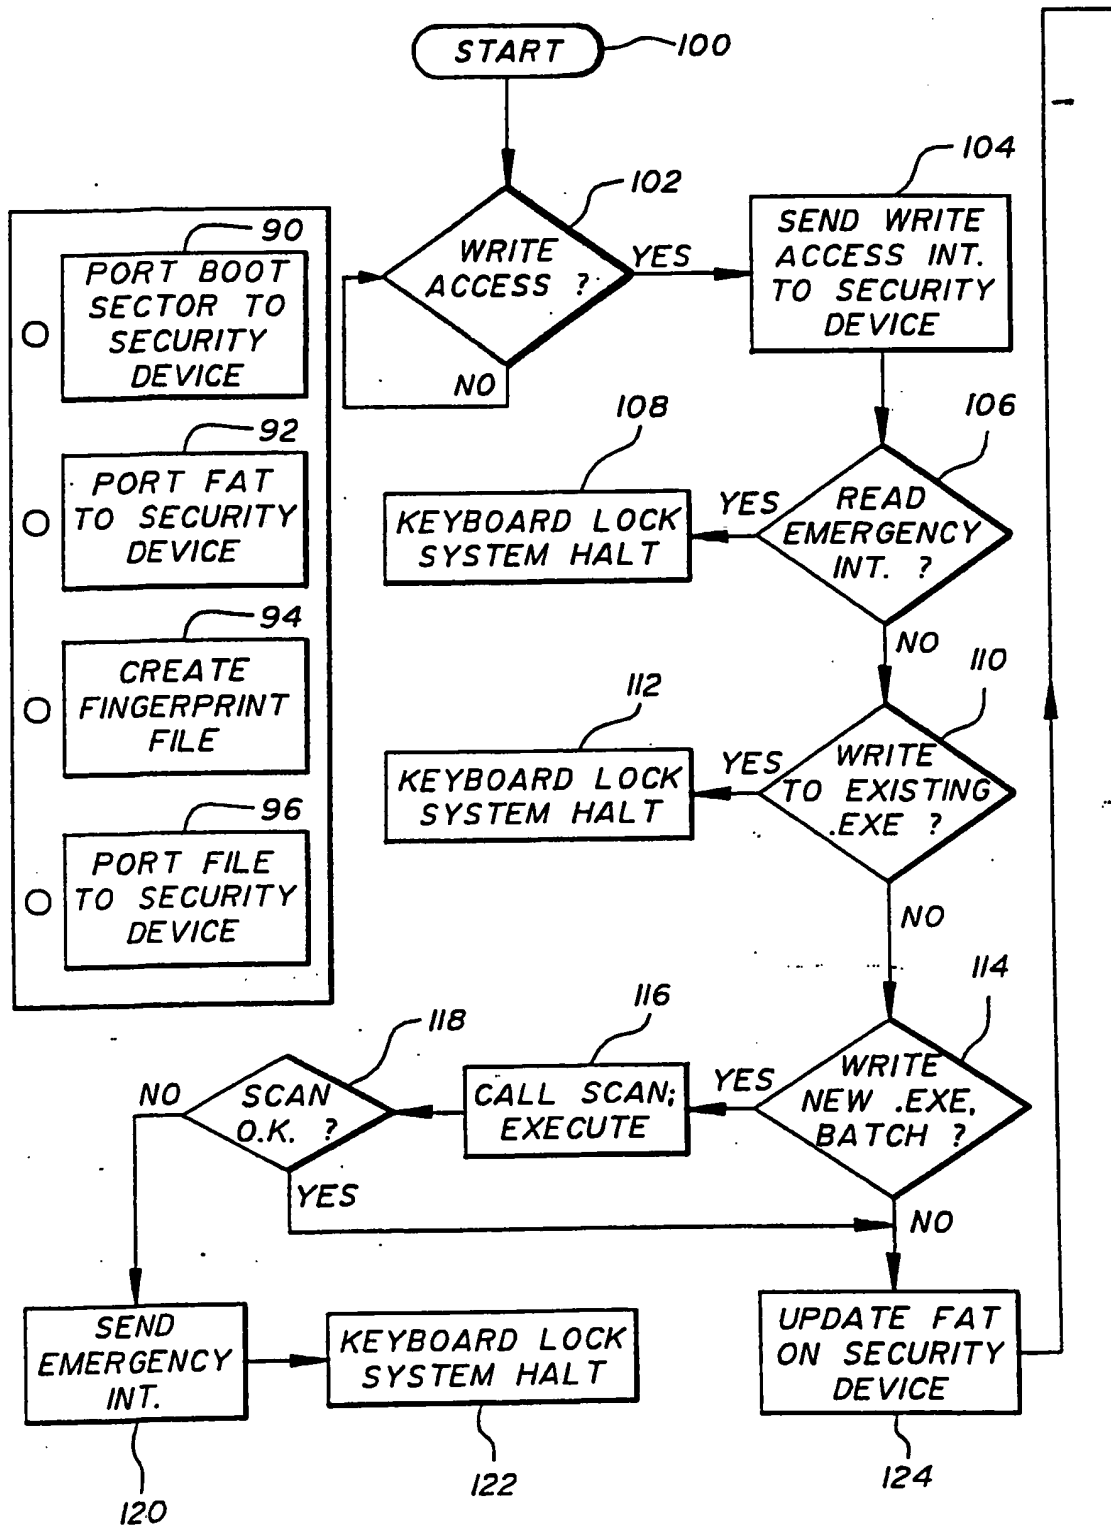 START
100
102
WRITE
ACCESS ?
YES
NO
104
SEND WRITE
ACCESS INT.
TO SECURITY
DEVICE
90
PORT BOOT
SECTOR TO
SECURITY
DEVICE
92
PORT FAT
TO SECURITY
DEVICE
94
CREATE
FINGERPRINT
FILE
96
PORT FILE
TO SECURITY
DEVICE
106
READ
EMERGENCY
INT. ?
YES
NO
108
KEYBOARD LOCK
SYSTEM HALT
110
WRITE
TO EXISTING
.EXE ?
YES
NO
112
KEYBOARD LOCK
SYSTEM HALT
114
WRITE
NEW .EXE,
BATCH ?
YES
NO
116
CALL SCAN;
EXECUTE
118
SCAN
O.K. ?
NO
YES
SEND
EMERGENCY
INT.
120
KEYBOARD LOCK
SYSTEM HALT
122
UPDATE FAT
ON SECURITY
DEVICE
124